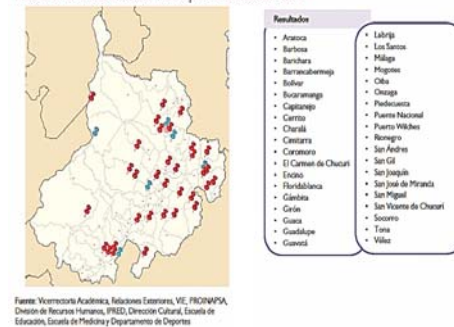 Resultados
• Aratoca
• Barbosa
• Barichara
• Barrancabermeja
• Bolívar
• Bucaramanga
• Capitanejo
• Cerrito
• Charalá
• Cimitarra
• Coromoro
• El Carmen de Chucurí
• Encino
• Floridablanca
• Gámbita
• Girón
• Guaca
• Guadalupe
• Guavatá
• Lebrija
• Los Santos
• Málaga
• Mogotes
• Oiba
• Onzaga
• Piedecuesta
• Puente Nacional
• Puerto Wilches
• Rionegro
• San Andres
• San Gil
• San Joaquín
• San José de Miranda
• San Miguel
• San Vicente de Chucurí
• Socorro
• Tona
• Vélez
Fuente: Vicerrectoría Académica, Relaciones Exteriores, VIE, PROINAPSA,
División de Recursos Humanos, IPRED, Dirección Cultural, Escuela de
Educación, Escuela de Medicina y Departamento de Deportes